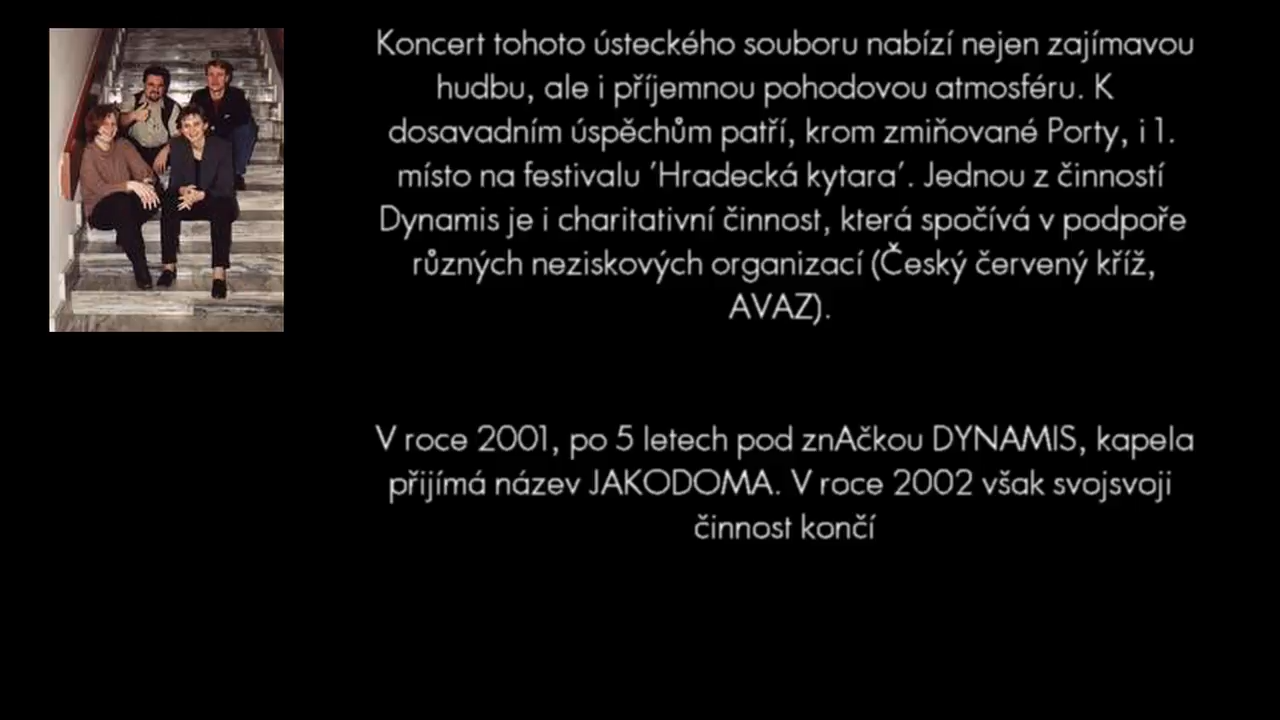 Koncert tohoto ústeckého souboru nabízí nejen zajímavou
hudbu, ale i příjemnou pohodovou atmosféru. K
dosavadním úspěchům patří, krom zmiňované Porty, i 1.
místo na festivalu ‘Hradecká kytara’. Jednou z činností
Dynamis je i charitativní činnost, která spočívá v podpoře
různých neziskových organizací (Český červený kříž,
AVAZ).
V roce 2001, po 5 letech pod znAčkou DYNAMIS, kapela
přijímá název JAKODOMA. V roce 2002 však svojsvoji
činnost končí